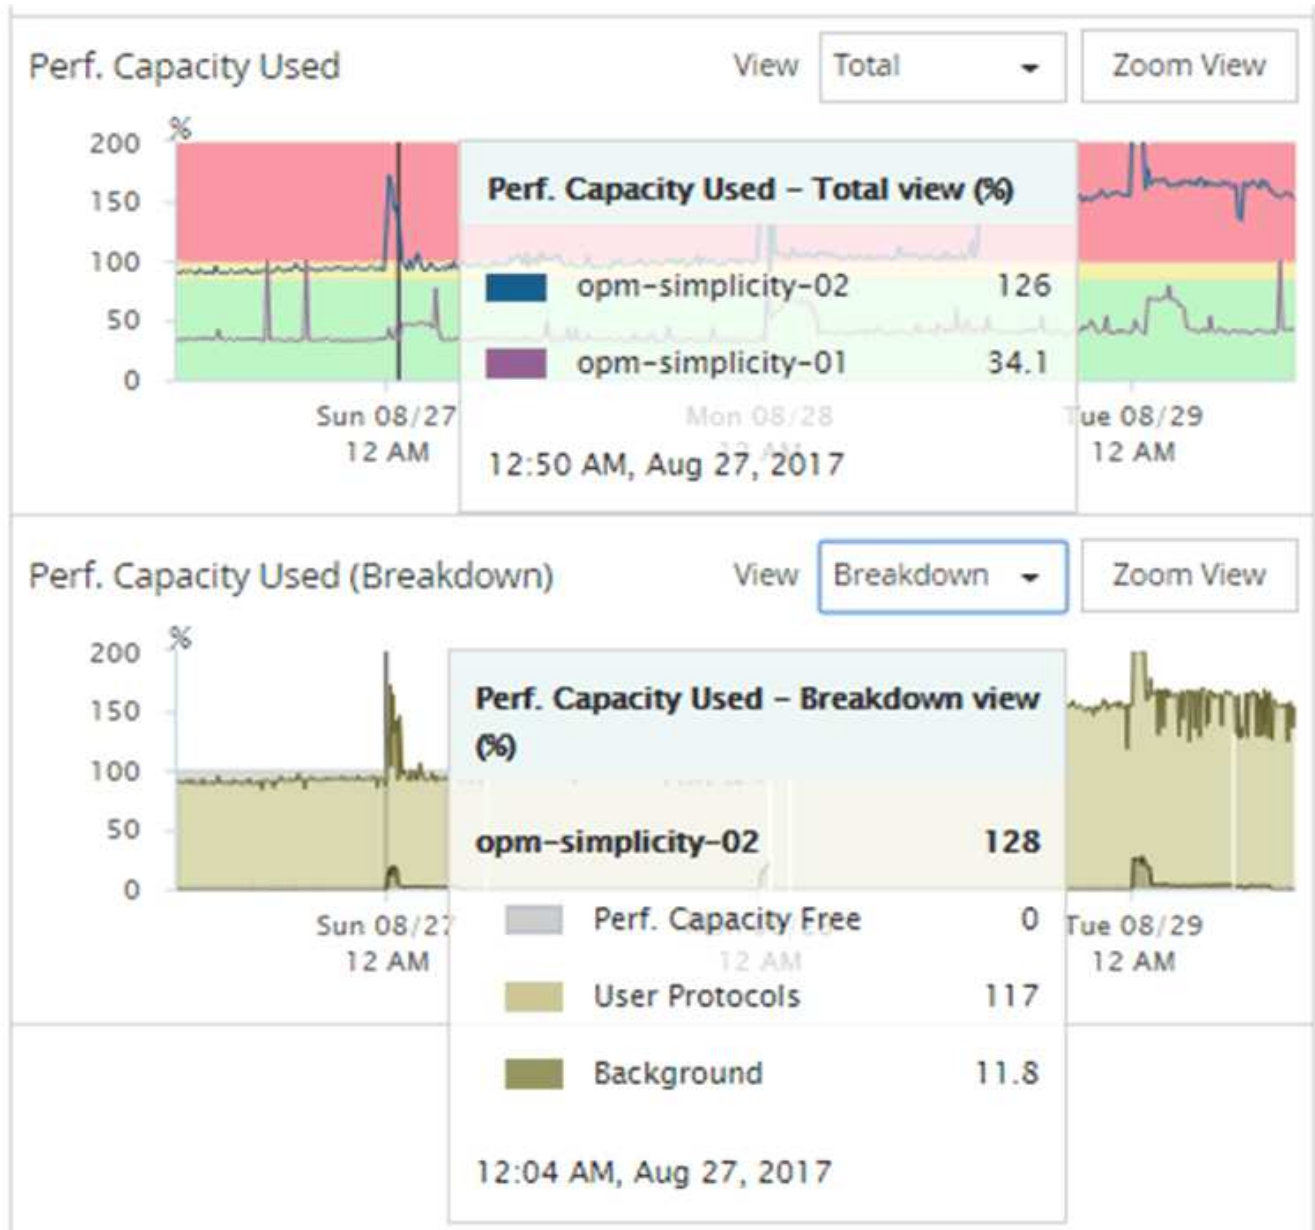 Perf. Capacity Used View Total Zoom View
%
200
150
100
50
0
Perf. Capacity Used - Total view (%)
opm-simplicity-02 126
opm-simplicity-01 34.1
12:50 AM, Aug 27, 2017
Sun 08/27 Mon 08/28 Tue 08/29
12 AM 12 AM 12 AM
Perf. Capacity Used (Breakdown) View Breakdown Zoom View
%
200
150
100
50
0
Perf. Capacity Used - Breakdown view
(%)
opm-simplicity-02 128
Perf. Capacity Free 0
User Protocols 117
Background 11.8
12:04 AM, Aug 27, 2017
Sun 08/27 Tue 08/29
12 AM 12 AM 12 AM